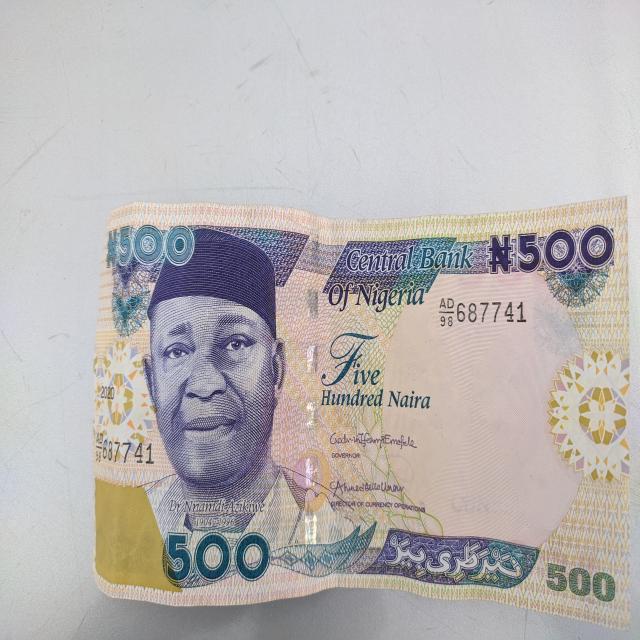 ₦500
Central Bank
₦500
Of Nigeria
AD/98 687741
Five
Hundred Naira
2020
687741
GOVERNOR
DIRECTOR OF CURRENCY OPERATIONS
Dr Nnamdi Azikiwe
500
500